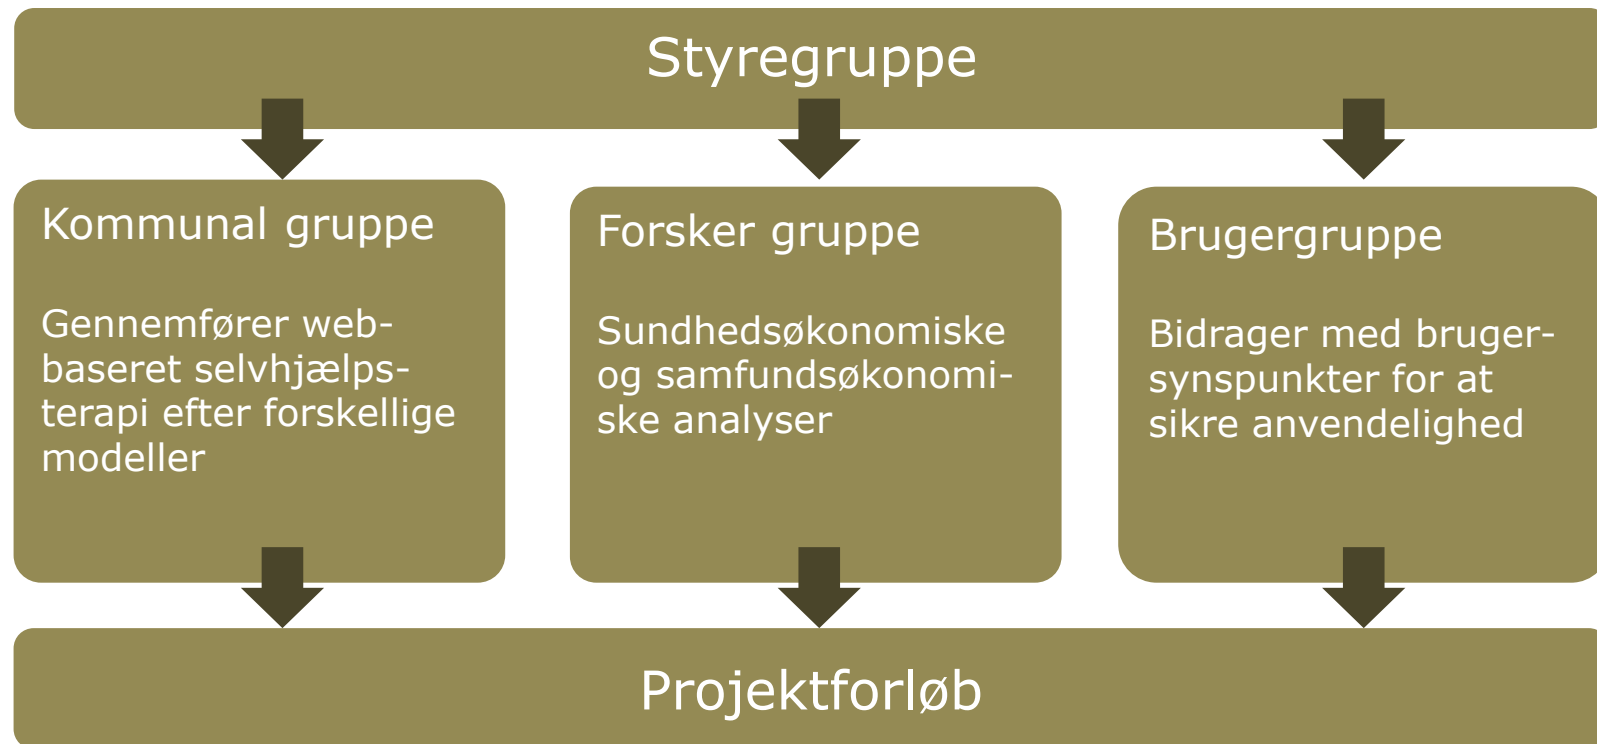 Styregruppe
Kommunal gruppe
Gennemfører web-
baseret selvhjælps-
terapi efter forskellige
modeller
Forsker gruppe
Sundhedsøkonomiske
og samfundsøkonomi-
ske analyser
Brugergruppe
Bidrager med bruger-
synspunkter for at
sikre anvendelighed
Projektforløb